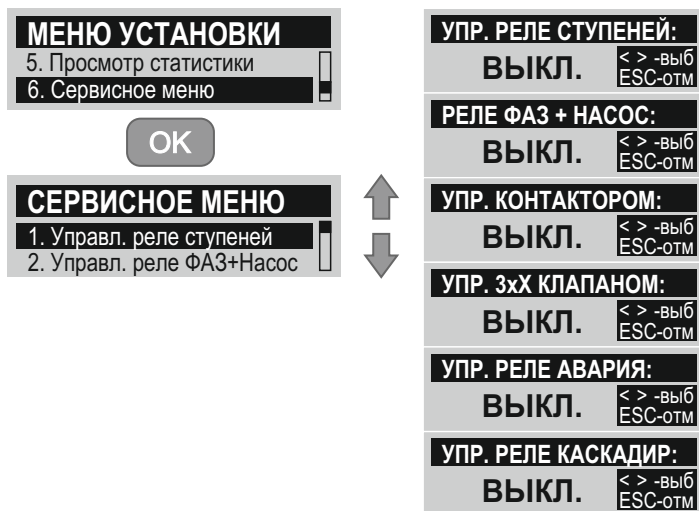 МЕНЮ УСТАНОВКИ
5. Просмотр статистики
6. Сервисное меню
OK
СЕРВИСНОЕ МЕНЮ
1. Управл. реле ступеней
2. Управл. реле ФАЗ+Насос
УПР. РЕЛЕ СТУПЕНЕЙ:
ВЫКЛ.
< > -выб
ESC-отм
РЕЛЕ ФАЗ + НАСОС:
ВЫКЛ.
< > -выб
ESC-отм
УПР. КОНТАКТОРОМ:
ВЫКЛ.
< > -выб
ESC-отм
УПР. 3хХ КЛАПАНОМ:
ВЫКЛ.
< > -выб
ESC-отм
УПР. РЕЛЕ АВАРИЯ:
ВЫКЛ.
< > -выб
ESC-отм
УПР. РЕЛЕ КАСКАДИР:
ВЫКЛ.
< > -выб
ESC-отм